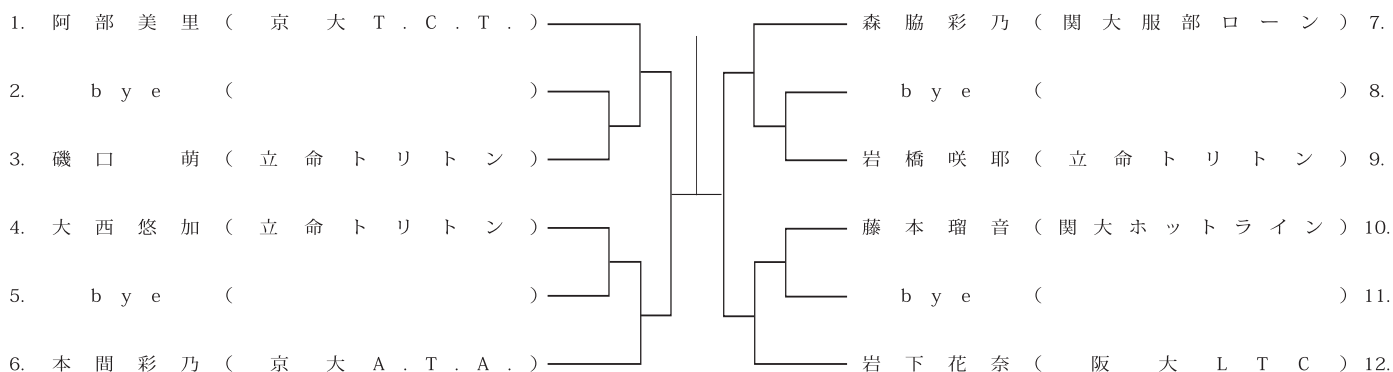 1. 阿部美里(京大T.C.T.)
2. bye ( )
3. 磯口 萌(立命トリトン)
4. 大西悠加(立命トリトン)
5. bye ( )
6. 本間彩乃(京大A.T.A.)
森脇彩乃(関大服部ローン) 7.
bye ( ) 8.
岩橋咲耶(立命トリトン) 9.
藤本瑠音(関大ホットライン) 10.
bye ( ) 11.
岩下花奈(阪大LTC) 12.